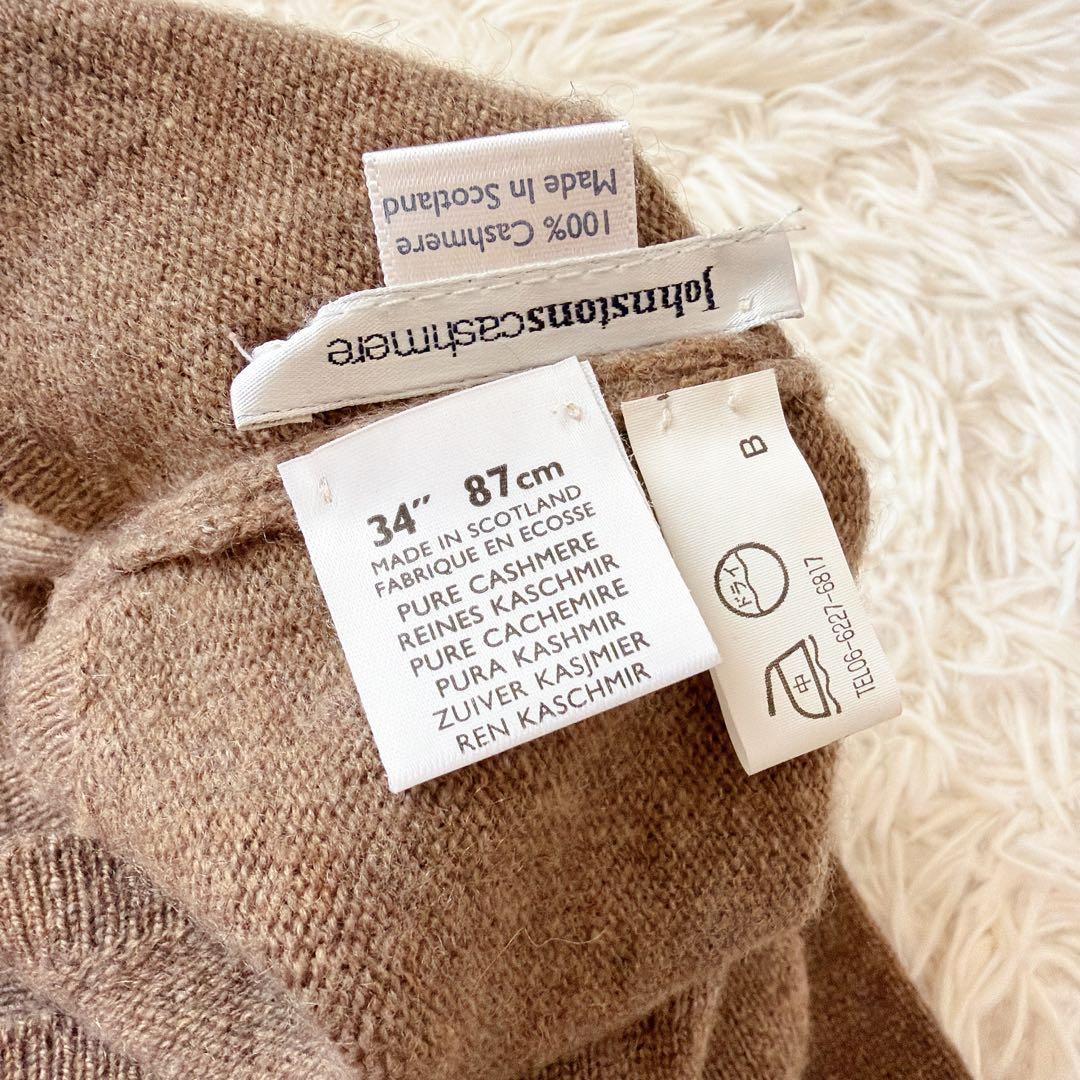 100% Cashmere
Made In Scotland
Johnstonscashmere
34" 87cm
MADE IN SCOTLAND
FABRIQUE EN ECOSSE
PURE CASHMERE
REINES KASCHMIR
PURE CACHEMIRE
PURA KASHMIR
ZUIVER KASJMIER
REN KASCHMIR
B
ドライ
中
TEL06-6227-6817